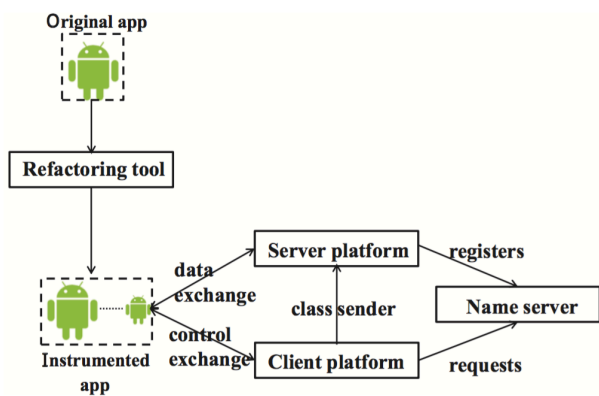 Original app
Refactoring tool
Server platform
registers
data
exchange
class sender
Name server
control
exchange
Client platform
requests
Instrumented
app